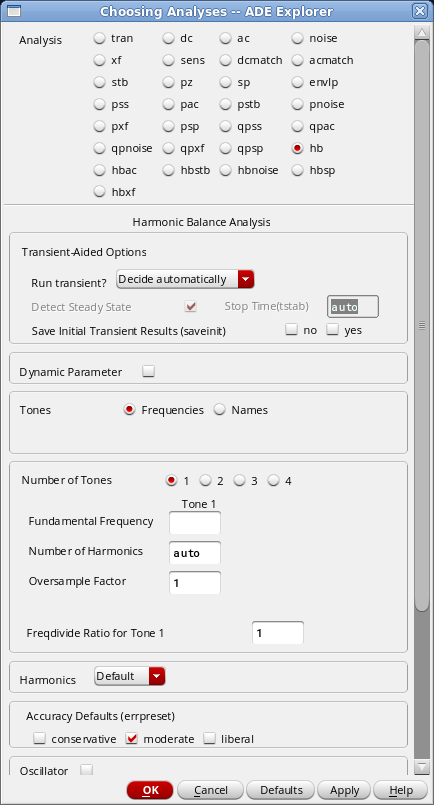 Choosing Analyses -- ADE Explorer
Analysis tran dc ac noise
xf sens dcmatch acmatch
stb pz sp envlp
pss pac pstb pnoise
pxf psp qpss qpac
qpnoise qpxf qpsp hb
hbac hbstb hbnoise hbsp
hbxf
Harmonic Balance Analysis
Transient-Aided Options
Run transient? Decide automatically
Detect Steady State Stop Time(tstab) auto
Save Initial Transient Results (saveinit) no yes
Dynamic Parameter
Tones Frequencies Names
Number of Tones 1 2 3 4
Tone 1
Fundamental Frequency
Number of Harmonics auto
Oversample Factor 1
Freqdivide Ratio for Tone 1 1
Harmonics Default
Accuracy Defaults (errpreset)
conservative moderate liberal
Oscillator
OK Cancel Defaults Apply Help